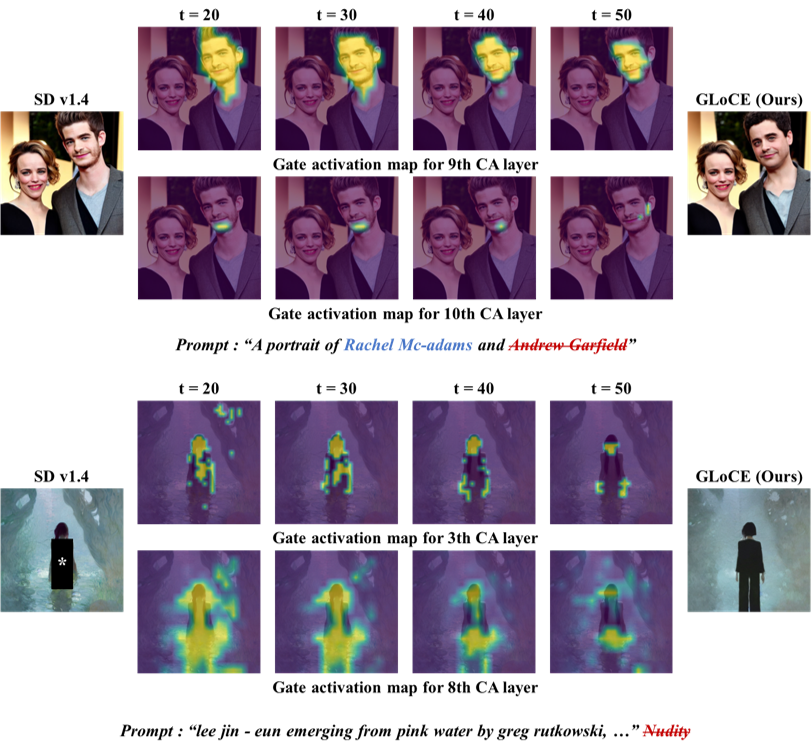 t = 20 t = 30 t = 40 t = 50
SD v1.4
GLoCE (Ours)
Gate activation map for 9th CA layer
Gate activation map for 10th CA layer
Prompt : “A portrait of Rachel Mc-adams and Andrew Garfield”
t = 20 t = 30 t = 40 t = 50
SD v1.4
GLoCE (Ours)
*
Gate activation map for 3th CA layer
Gate activation map for 8th CA layer
Prompt : “lee jin - eun emerging from pink water by greg rutkowski, …” Nudity